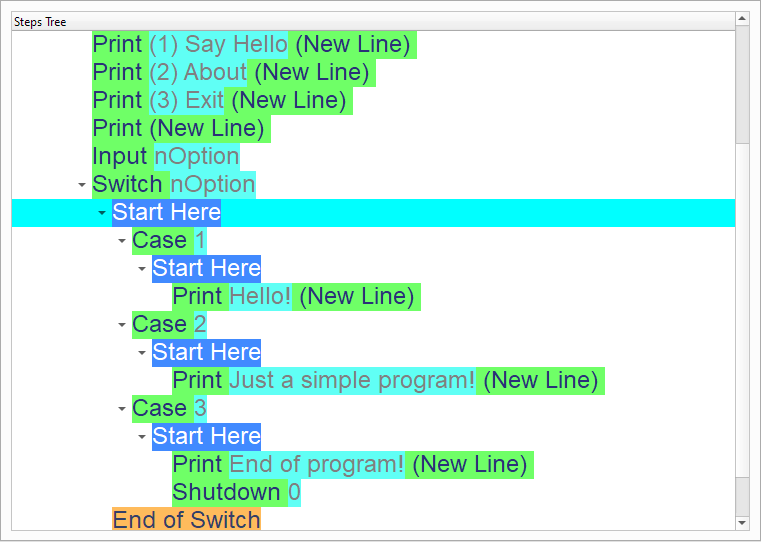 Steps Tree
Print (1) Say Hello (New Line)
Print (2) About (New Line)
Print (3) Exit (New Line)
Print (New Line)
Input nOption
Switch nOption
Start Here
Case 1
Start Here
Print Hello! (New Line)
Case 2
Start Here
Print Just a simple program! (New Line)
Case 3
Start Here
Print End of program! (New Line)
Shutdown 0
End of Switch